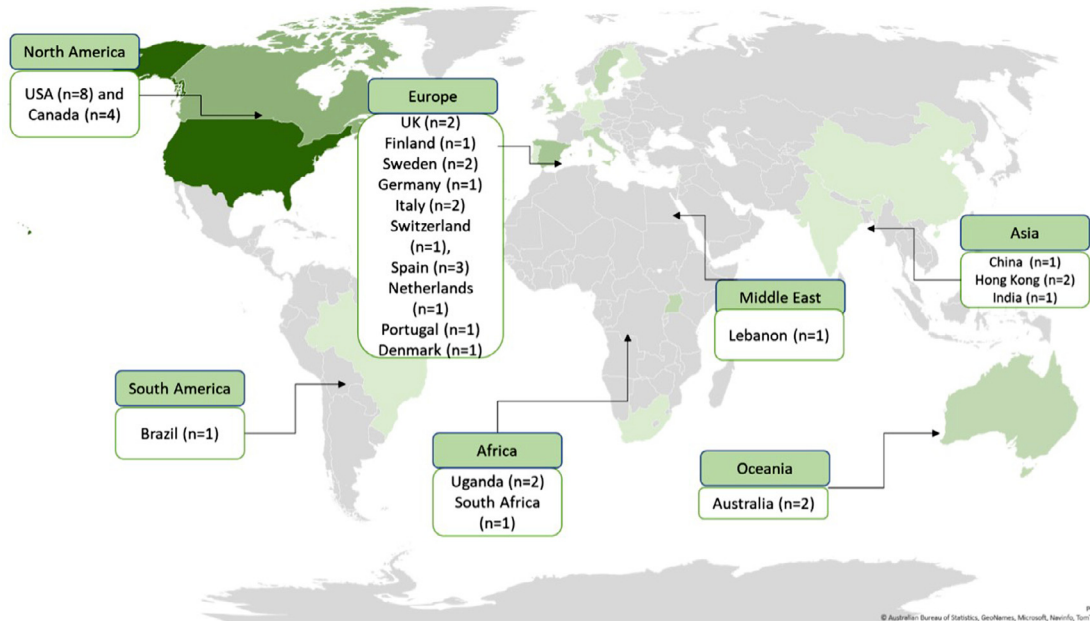 North America
USA (n=8) and
Canada (n=4)
Europe
UK (n=2)
Finland (n=1)
Sweden (n=2)
Germany (n=1)
Italy (n=2)
Switzerland
(n=1),
Spain (n=3)
Netherlands
(n=1)
Portugal (n=1)
Denmark (n=1)
Asia
China (n=1)
Hong Kong (n=2)
India (n=1)
Middle East
Lebanon (n=1)
South America
Brazil (n=1)
Africa
Uganda (n=2)
South Africa
(n=1)
Oceania
Australia (n=2)
© Australian Bureau of Statistics, GeoNames, Microsoft, Navinfo,